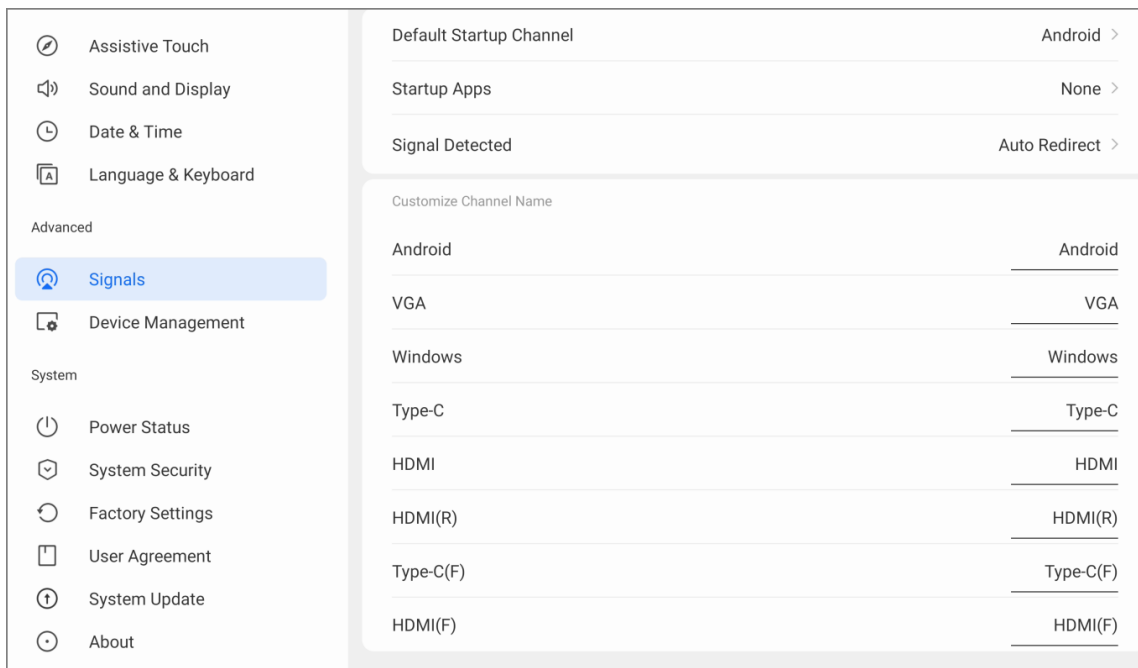 Assistive Touch
Sound and Display
Date & Time
Language & Keyboard
Advanced
Signals
Device Management
System
Power Status
System Security
Factory Settings
User Agreement
System Update
About
Default Startup Channel Android
Startup Apps None
Signal Detected Auto Redirect
Customize Channel Name
Android Android
VGA VGA
Windows Windows
Type-C Type-C
HDMI HDMI
HDMI(R) HDMI(R)
Type-C(F) Type-C(F)
HDMI(F) HDMI(F)